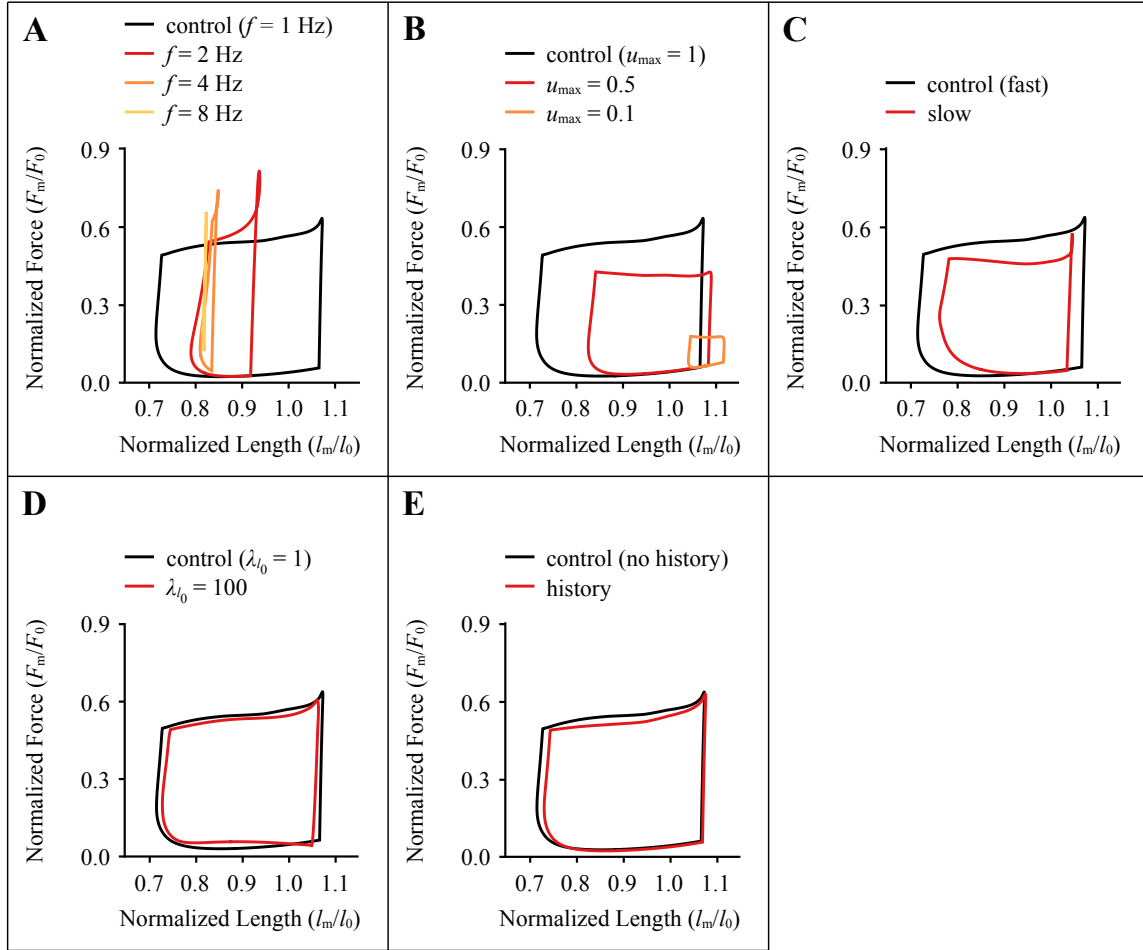 A
control (f = 1 Hz)
f = 2 Hz
f = 4 Hz
f = 8 Hz
0.9
0.6
0.3
0.0
Normalized Force (Fm/F0)
0.7 0.8 0.9 1.0 1.1
Normalized Length (lm/l0)
B
control (umax = 1)
umax = 0.5
umax = 0.1
0.9
0.6
0.3
0.0
Normalized Force (Fm/F0)
0.7 0.8 0.9 1.0 1.1
Normalized Length (lm/l0)
C
control (fast)
slow
0.9
0.6
0.3
0.0
Normalized Force (Fm/F0)
0.7 0.8 0.9 1.0 1.1
Normalized Length (lm/l0)
D
control (λl0 = 1)
λl0 = 100
0.9
0.6
0.3
0.0
Normalized Force (Fm/F0)
0.7 0.8 0.9 1.0 1.1
Normalized Length (lm/l0)
E
control (no history)
history
0.9
0.6
0.3
0.0
Normalized Force (Fm/F0)
0.7 0.8 0.9 1.0 1.1
Normalized Length (lm/l0)